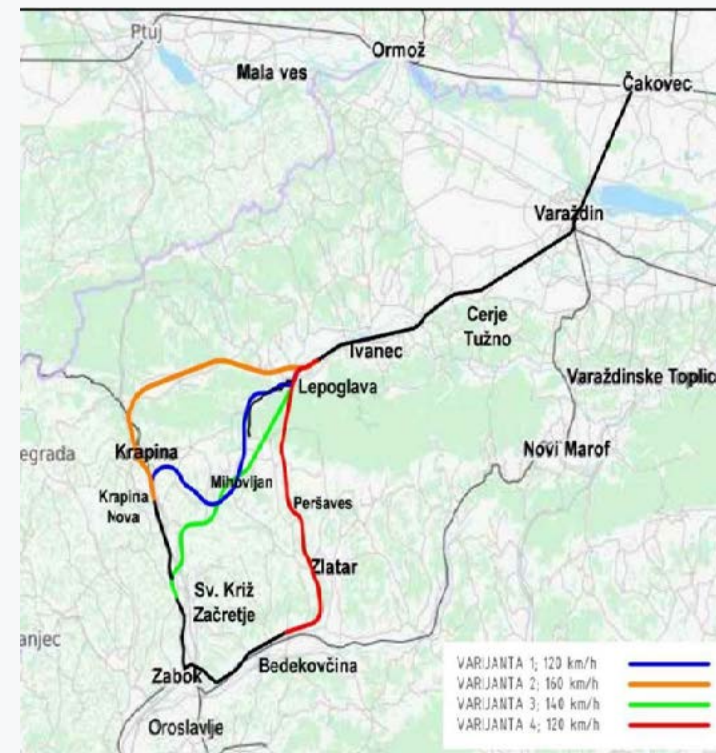 Ptuj
Ormož
Mala ves
Čakovec
Varaždin
Cerje
Tužno
Ivanec
Lepoglava
Varaždinske Toplic
Novi Marof
egrada
Krapina
Mihovljan
Krapina
Nova
Peršaves
Zlatar
Sv. Križ
Začretje
anjec
Bedekovčina
Zabok
Oroslavlje
VARIJANTA 1; 120 km/h
VARIJANTA 2; 160 km/h
VARIJANTA 3; 140 km/h
VARIJANTA 4; 120 km/h